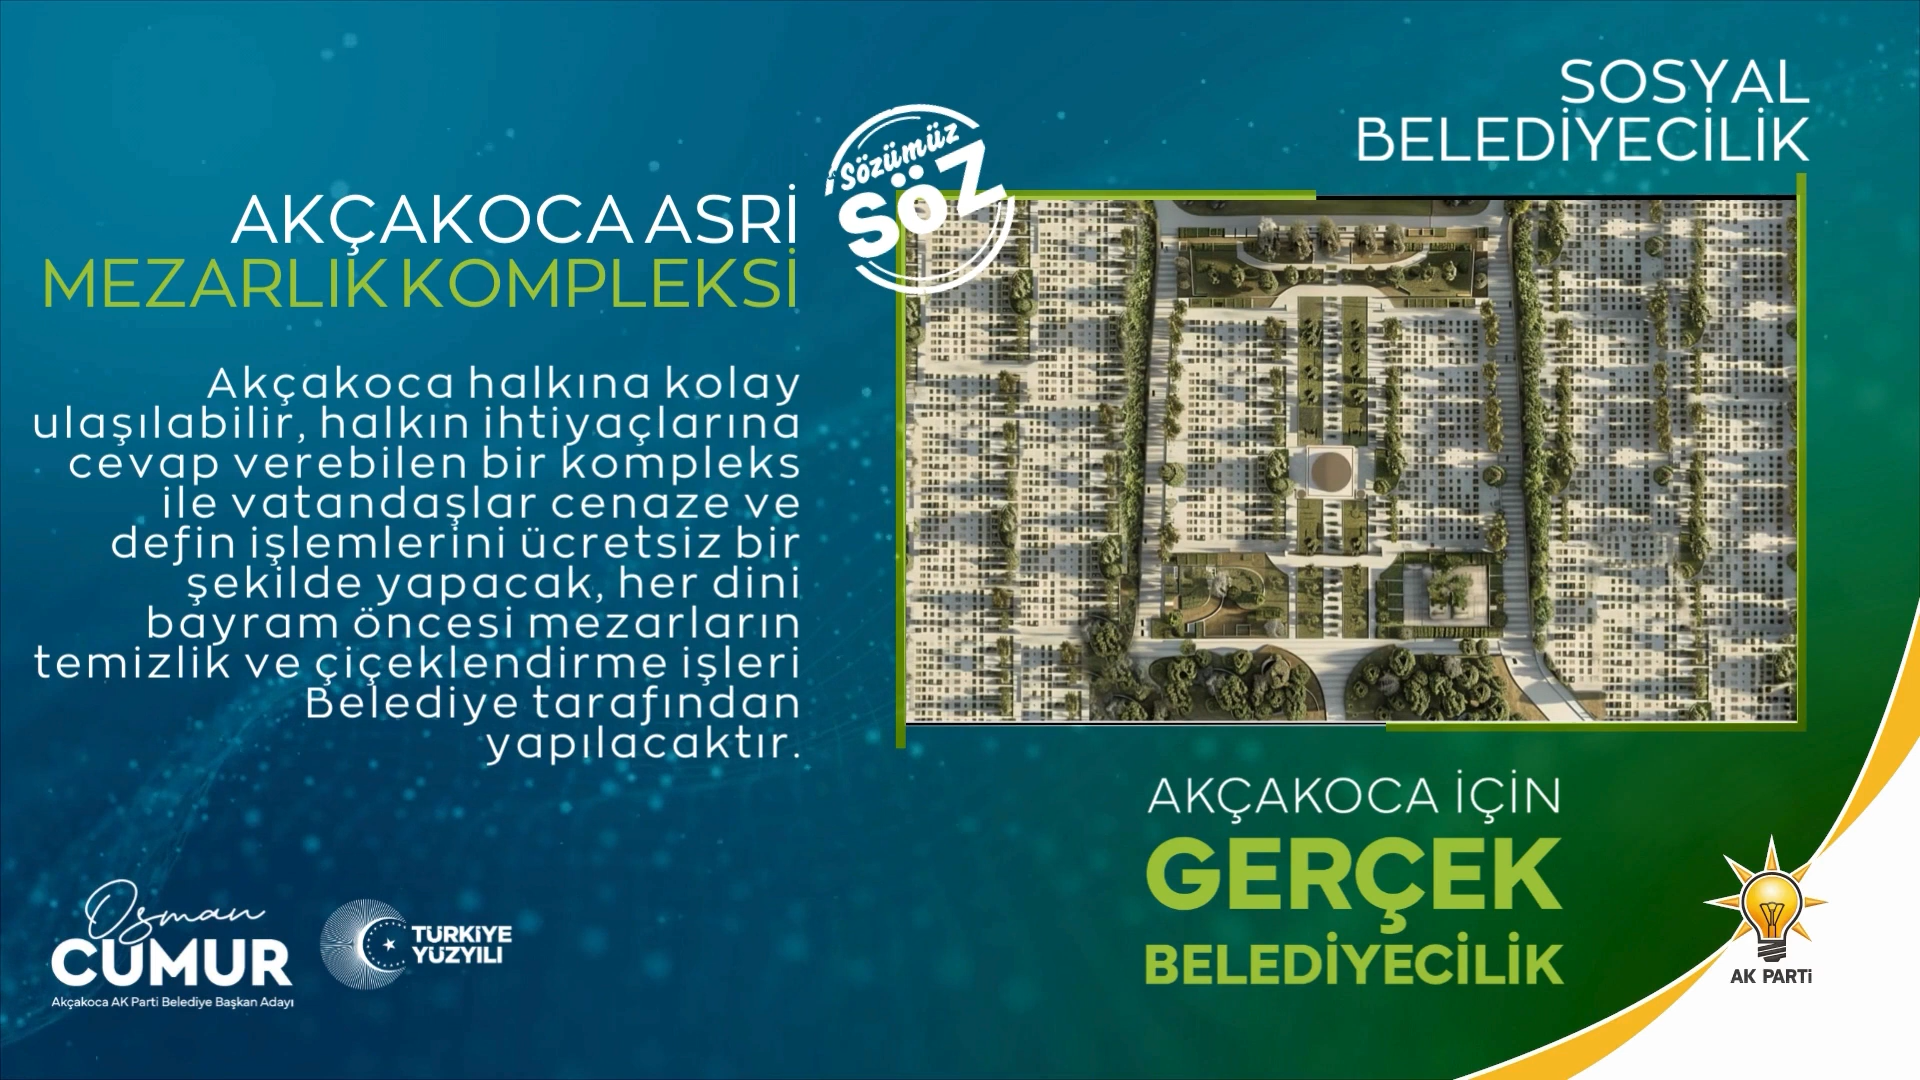 SOSYAL
BELEDİYECİLİK
Sözümüz
SÖZ
AKÇAKOCA ASRİ
MEZARLIK KOMPLEKSİ
Akçakoca halkına kolay
ulaşılabilir, halkın ihtiyaçlarına
cevap verebilen bir kompleks
ile vatandaşlar cenaze ve
defin işlemlerini ücretsiz bir
şekilde yapacak, her dini
bayram öncesi mezarların
temizlik ve çiçeklendirme işleri
Belediye tarafından
yapılacaktır.
AKÇAKOCA İÇİN
GERÇEK
BELEDİYECİLİK
Osman
CUMUR
Akçakoca AK Parti Belediye Başkan Adayı
TÜRKİYE
YÜZYILI
AK PARTİ